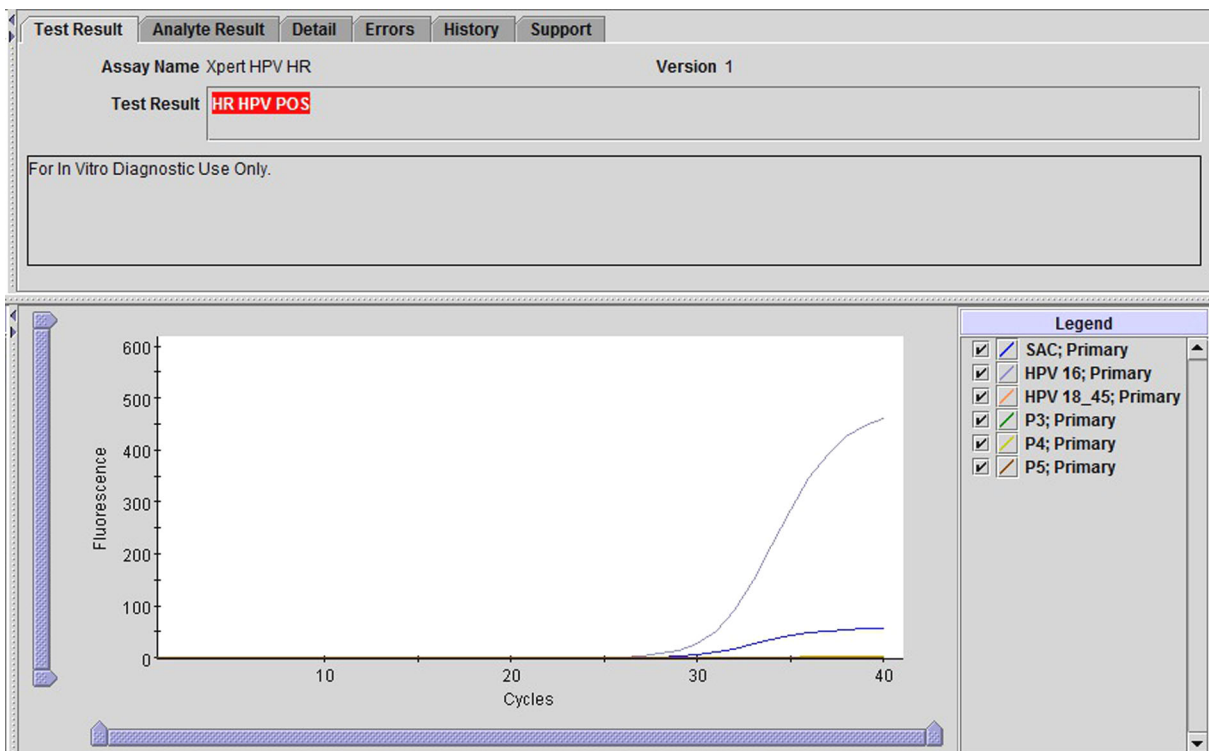 Test Result Analyte Result Detail Errors History Support
Assay Name Xpert HPV HR Version 1
Test Result HR HPV POS
For In Vitro Diagnostic Use Only.
Legend
SAC; Primary
HPV 16; Primary
HPV 18_45; Primary
P3; Primary
P4; Primary
P5; Primary
600
500
400
300
200
100
0
Fluorescence
10 20 30 40
Cycles